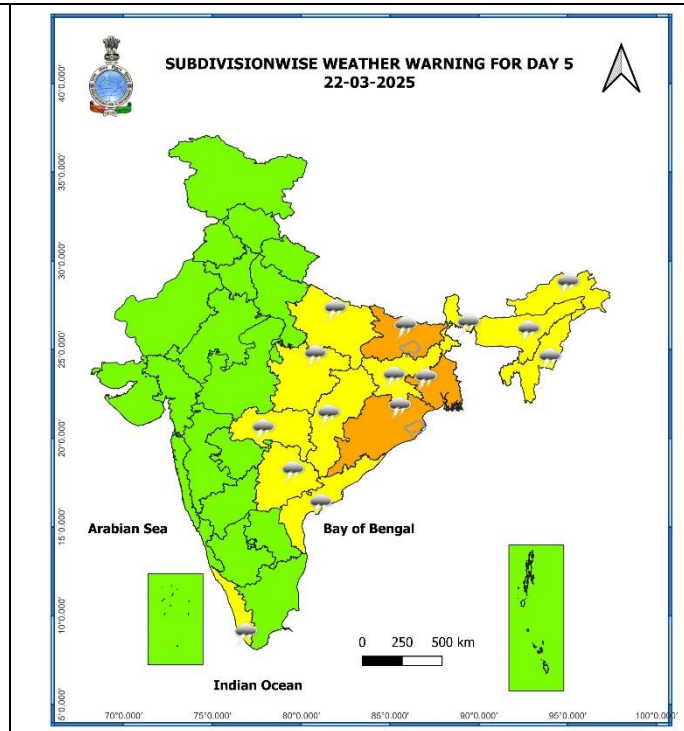 SUBDIVISIONWISE WEATHER WARNING FOR DAY 5
22-03-2025
40°0.000'
35°0.000'
30°0.000'
25°0.000'
20°0.000'
15°0.000'
10°0.000'
5°0.000'
Arabian Sea
Bay of Bengal
0 250 500 km
Indian Ocean
70°0.000' 75°0.000' 80°0.000' 85°0.000' 90°0.000' 95°0.000' 100°0.000'